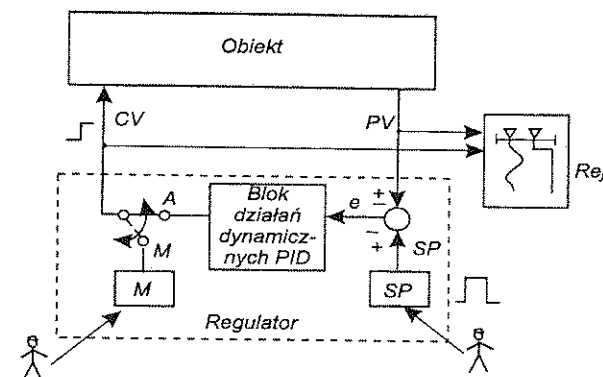 Obiekt
CV
PV
Rej
A
Blok
działań
dynamicz-
nych PID
e
±
∓
SP
M
M
SP
Regulator